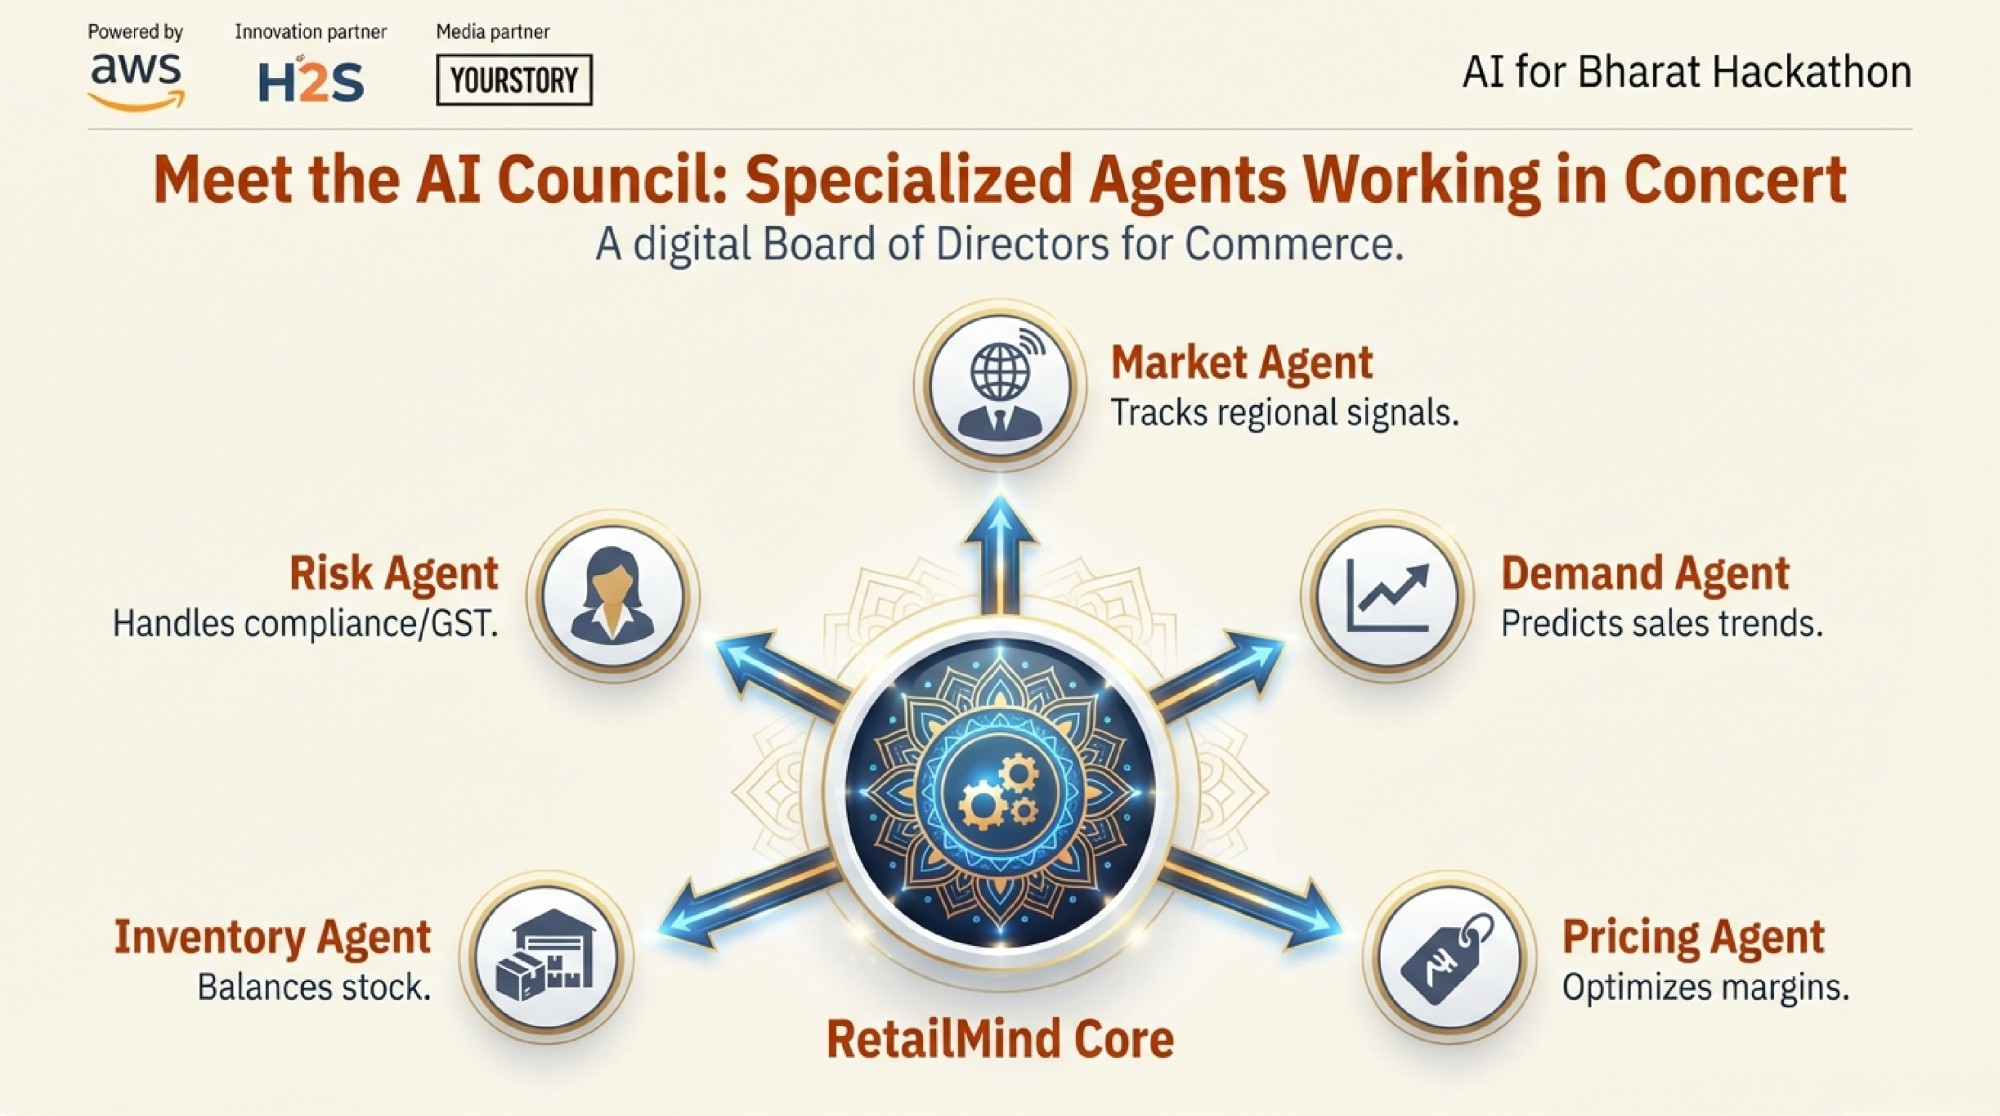 Powered by
aws
Innovation partner
H2S
Media partner
YOURSTORY
AI for Bharat Hackathon
Meet the AI Council: Specialized Agents Working in Concert
A digital Board of Directors for Commerce.
Market Agent
Tracks regional signals.
Risk Agent
Handles compliance/GST.
Demand Agent
Predicts sales trends.
Inventory Agent
Balances stock.
Pricing Agent
Optimizes margins.
RetailMind Core